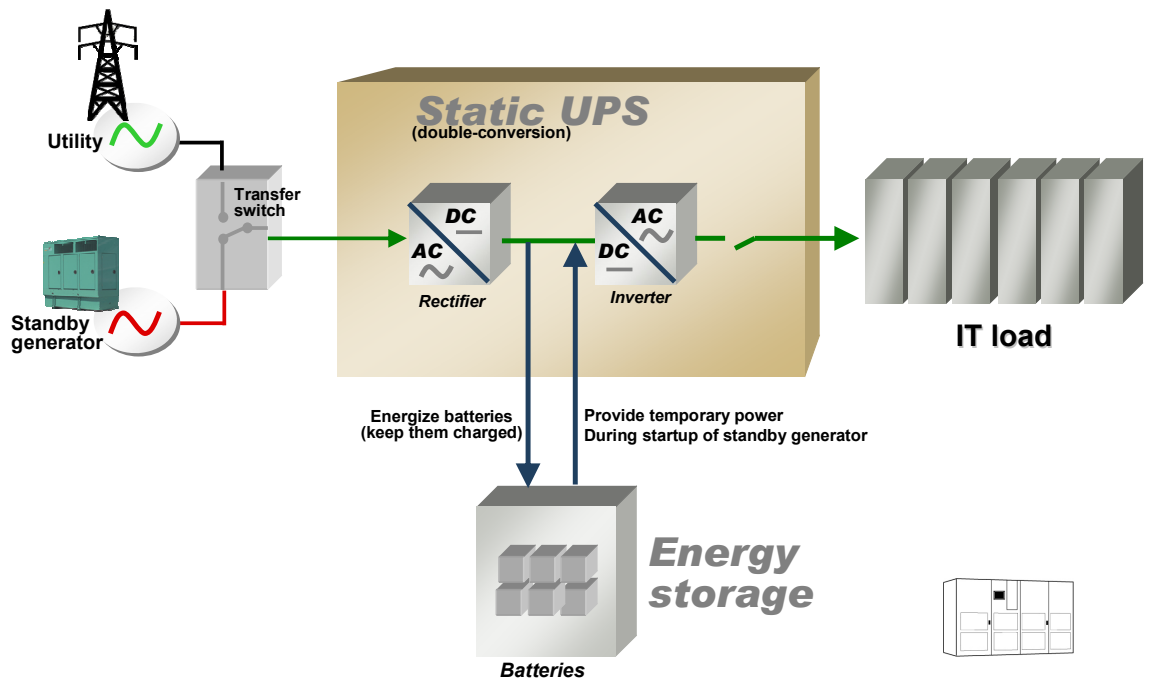 Static UPS
(double-conversion)
Utility
Transfer
switch
DC
AC
Rectifier
AC
DC
Inverter
Standby
generator
IT load
Energize batteries
(keep them charged)
Provide temporary power
During startup of standby generator
Energy
storage
Batteries